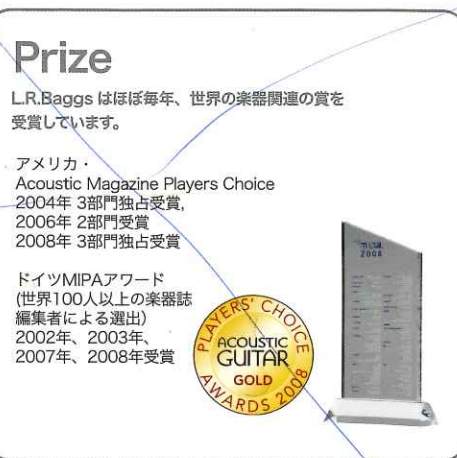 Prize
L.R.Baggs はほぼ毎年、世界の楽器関連の賞を
受賞しています。
アメリカ・
Acoustic Magazine Players Choice
2004年 3部門独占受賞,
2006年 2部門受賞
2008年 3部門独占受賞
ドイツMIPAアワード
(世界100人以上の楽器誌
編集者による選出)
2002年、2003年、
2007年、2008年受賞
PLAYERS' CHOICE
ACOUSTIC
GUITAR
GOLD
AWARDS 2008
2008